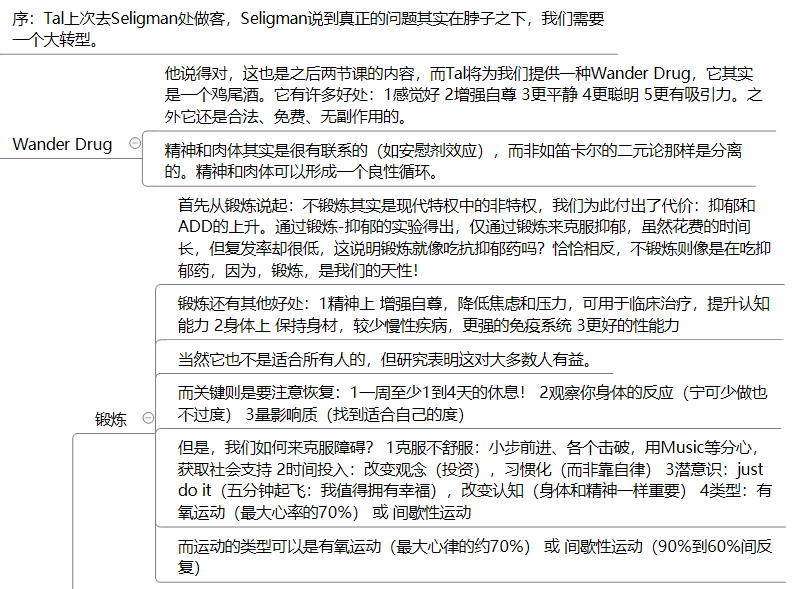 序：Tal上次去Seligman处做客，Seligman说到真正的问题其实在脖子之下，我们需要
一个大转型。
他说得对，这也是之后两节课的内容，而Tal将为我们提供一种Wander Drug，它其实
是一个鸡尾酒。它有许多好处：1感觉好 2增强自尊 3更平静 4更聪明 5更有吸引力。之
外它还是合法、免费、无副作用的。
Wander Drug
精神和肉体其实是很有联系的（如安慰剂效应），而非如笛卡尔的二元论那样是分离
的。精神和肉体可以形成一个良性循环。
首先从锻炼说起：不锻炼其实是现代特权中的非特权，我们为此付出了代价：抑郁和
ADD的上升。通过锻炼-抑郁的实验得出，仅通过锻炼来克服抑郁，虽然花费的时间
长，但复发率却很低，这说明锻炼就像吃抗抑郁药吗？恰恰相反，不锻炼则像是在吃抑
郁药，因为，锻炼，是我们的天性！
锻炼还有其他好处：1精神上 增强自尊，降低焦虑和压力，可用于临床治疗，提升认知
能力 2身体上 保持身材，较少慢性疾病，更强的免疫系统 3更好的性能力
当然它也不是适合所有人的，但研究表明这对大多数人有益。
而关键则是要注意恢复：1一周至少1到4天的休息！ 2观察你身体的反应（宁可少做也
不过度） 3量影响质（找到适合自己的度）
锻炼
但是，我们如何来克服障碍？ 1克服不舒服：小步前进、各个击破，用Music等分心，
获取社会支持 2时间投入：改变观念（投资），习惯化（而非靠自律） 3潜意识：just
do it（五分钟起飞：我值得拥有幸福），改变认知（身体和精神一样重要） 4类型：有
氧运动（最大心率的70%） 或 间歇性运动
而运动的类型可以是有氧运动（最大心律的约70%） 或 间歇性运动（90%到60%间反
复）